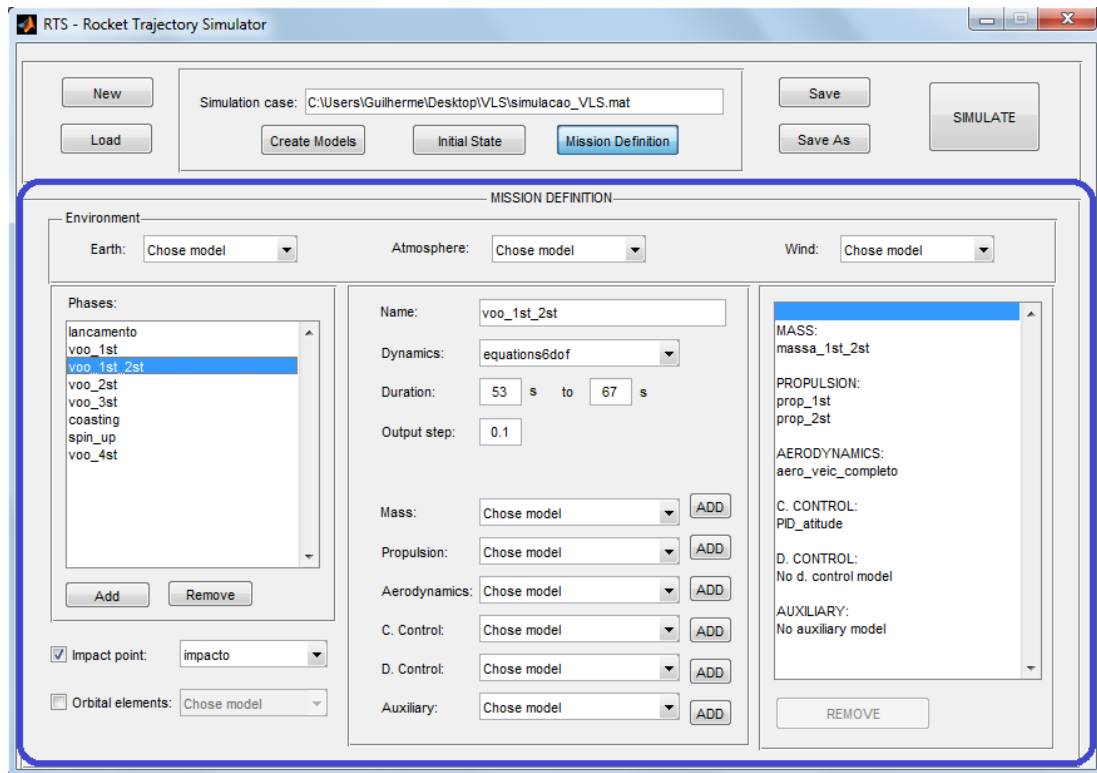 RTS - Rocket Trajectory Simulator
New
Load
Simulation case: C:\Users\Guilherme\Desktop\VLS\simulacao_VLS.mat
Create Models
Initial State
Mission Definition
Save
Save As
SIMULATE
MISSION DEFINITION
Environment
Earth: Chose model
Atmosphere: Chose model
Wind: Chose model
Phases:
lancamento
voo_1st
voo_1st_2st
voo_2st
voo_3st
coasting
spin_up
voo_4st
Add
Remove
Impact point: impacto
Orbital elements: Chose model
Name: voo_1st_2st
Dynamics: equations6dof
Duration: 53 s to 67 s
Output step: 0.1
Mass: Chose model ADD
Propulsion: Chose model ADD
Aerodynamics: Chose model ADD
C. Control: Chose model ADD
D. Control: Chose model ADD
Auxiliary: Chose model ADD
MASS:
massa_1st_2st
PROPULSION:
prop_1st
prop_2st
AERODYNAMICS:
aero_veic_completo
C. CONTROL:
PID_atitude
D. CONTROL:
No d. control model
AUXILIARY:
No auxiliary model
REMOVE